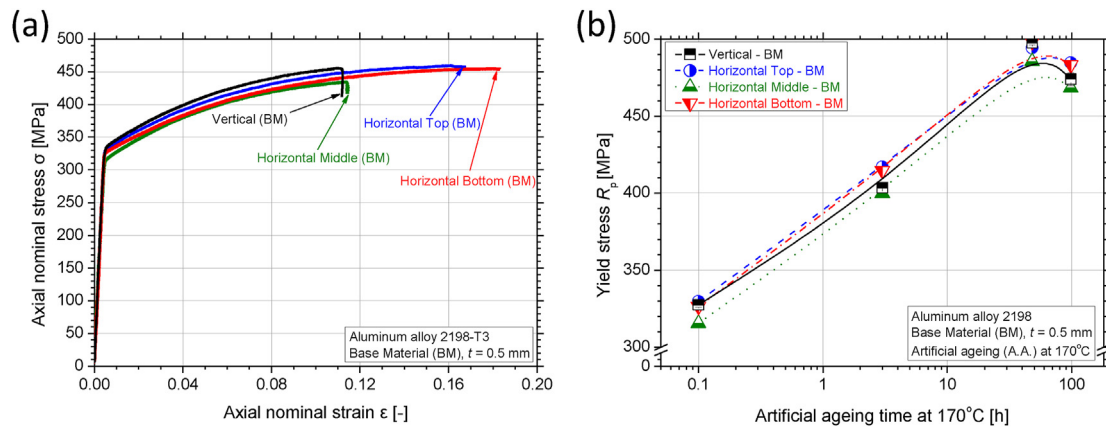 (a)
500
450
400
350
300
250
200
150
100
50
0
Axial nominal stress σ [MPa]
Vertical (BM)
Horizontal Top (BM)
Horizontal Middle (BM)
Horizontal Bottom (BM)
Aluminum alloy 2198-T3
Base Material (BM), t = 0.5 mm
0.00 0.04 0.08 0.12 0.16 0.20
Axial nominal strain ε [-]
(b)
500
450
400
350
300
0
Yield stress Rp [MPa]
Vertical - BM
Horizontal Top - BM
Horizontal Middle - BM
Horizontal Bottom - BM
Aluminum alloy 2198
Base Material (BM), t = 0.5 mm
Artificial ageing (A.A.) at 170°C
0.1 1 10 100
Artificial ageing time at 170°C [h]